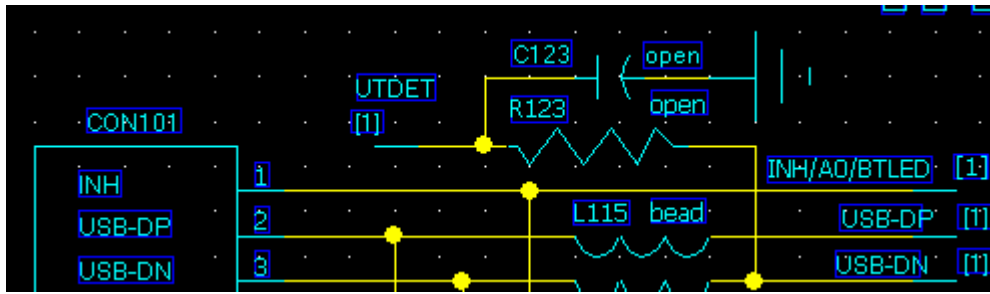 C123 open
UTDET
[1]
R123 open
CON101
INH 1 INH/A0/BTLED [1]
USB-DP 2 L115 bead USB-DP [1]
USB-DN 3 USB-DN [1]